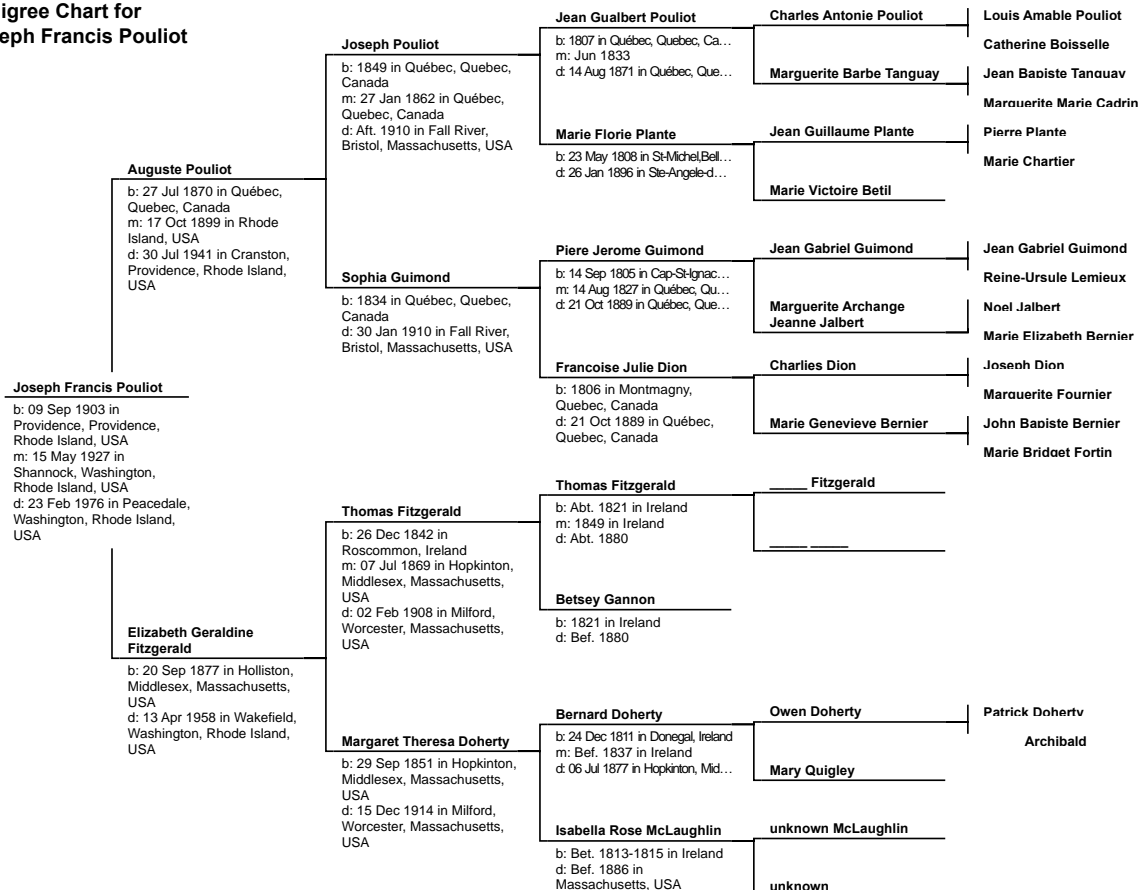 igree Chart for
eph Francis Pouliot
Joseph Francis Pouliot
b: 09 Sep 1903 in
Providence, Providence,
Rhode Island, USA
m: 15 May 1927 in
Shannock, Washington,
Rhode Island, USA
d: 23 Feb 1976 in Peacedale,
Washington, Rhode Island,
USA
Auguste Pouliot
b: 27 Jul 1870 in Québec,
Quebec, Canada
m: 17 Oct 1899 in Rhode
Island, USA
d: 30 Jul 1941 in Cranston,
Providence, Rhode Island,
USA
Elizabeth Geraldine
Fitzgerald
b: 20 Sep 1877 in Holliston,
Middlesex, Massachusetts,
USA
d: 13 Apr 1958 in Wakefield,
Washington, Rhode Island,
USA
Joseph Pouliot
b: 1849 in Québec, Quebec,
Canada
m: 27 Jan 1862 in Québec,
Quebec, Canada
d: Aft. 1910 in Fall River,
Bristol, Massachusetts, USA
Sophia Guimond
b: 1834 in Québec, Quebec,
Canada
d: 30 Jan 1910 in Fall River,
Bristol, Massachusetts, USA
Thomas Fitzgerald
b: 26 Dec 1842 in
Roscommon, Ireland
m: 07 Jul 1869 in Hopkinton,
Middlesex, Massachusetts,
USA
d: 02 Feb 1908 in Milford,
Worcester, Massachusetts,
USA
Margaret Theresa Doherty
b: 29 Sep 1851 in Hopkinton,
Middlesex, Massachusetts,
USA
d: 15 Dec 1914 in Milford,
Worcester, Massachusetts,
USA
Jean Gualbert Pouliot
b: 1807 in Québec, Quebec, Ca…
m: Jun 1833
d: 14 Aug 1871 in Québec, Que…
Marie Florie Plante
b: 23 May 1808 in St-Michel,Bell…
d: 26 Jan 1896 in Ste-Angele-d…
Piere Jerome Guimond
b: 14 Sep 1805 in Cap-St-Ignac…
m: 14 Aug 1827 in Québec, Qu…
d: 21 Oct 1889 in Québec, Que…
Francoise Julie Dion
b: 1806 in Montmagny,
Quebec, Canada
d: 21 Oct 1889 in Québec,
Quebec, Canada
Thomas Fitzgerald
b: Abt. 1821 in Ireland
m: 1849 in Ireland
d: Abt. 1880
Betsey Gannon
b: 1821 in Ireland
d: Bef. 1880
Bernard Doherty
b: 24 Dec 1811 in Donegal, Ireland
m: Bef. 1837 in Ireland
d: 06 Jul 1877 in Hopkinton, Mid…
Isabella Rose McLaughlin
b: Bet. 1813-1815 in Ireland
d: Bef. 1886 in
Massachusetts, USA
Charles Antonie Pouliot
Marguerite Barbe Tanguay
Jean Guillaume Plante
Marie Victoire Betil
Jean Gabriel Guimond
Marguerite Archange
Jeanne Jalbert
Charlies Dion
Marie Genevieve Bernier
_____ Fitzgerald
_____ _____
Owen Doherty
Mary Quigley
unknown McLaughlin
unknown
Louis Amable Pouliot
Catherine Boisselle
Jean Bapiste Tanguay
Marguerite Marie Cadrin
Pierre Plante
Marie Chartier
Jean Gabriel Guimond
Reine-Ursule Lemieux
Noel Jalbert
Marie Elizabeth Bernier
Joseph Dion
Marguerite Fournier
John Bapiste Bernier
Marie Bridget Fortin
Patrick Doherty
Archibald